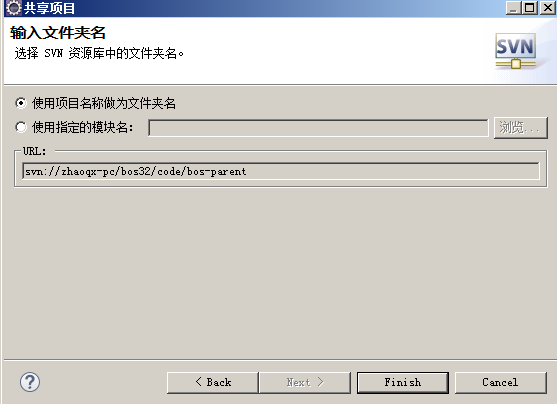 共享项目
输入文件夹名
选择 SVN 资源库中的文件夹名。
SVN
使用项目名称做为文件夹名
使用指定的模块名：
浏览...
URL:
svn://zhaoqx-pc/bos32/code/bos-parent
?
< Back
Next >
Finish
Cancel